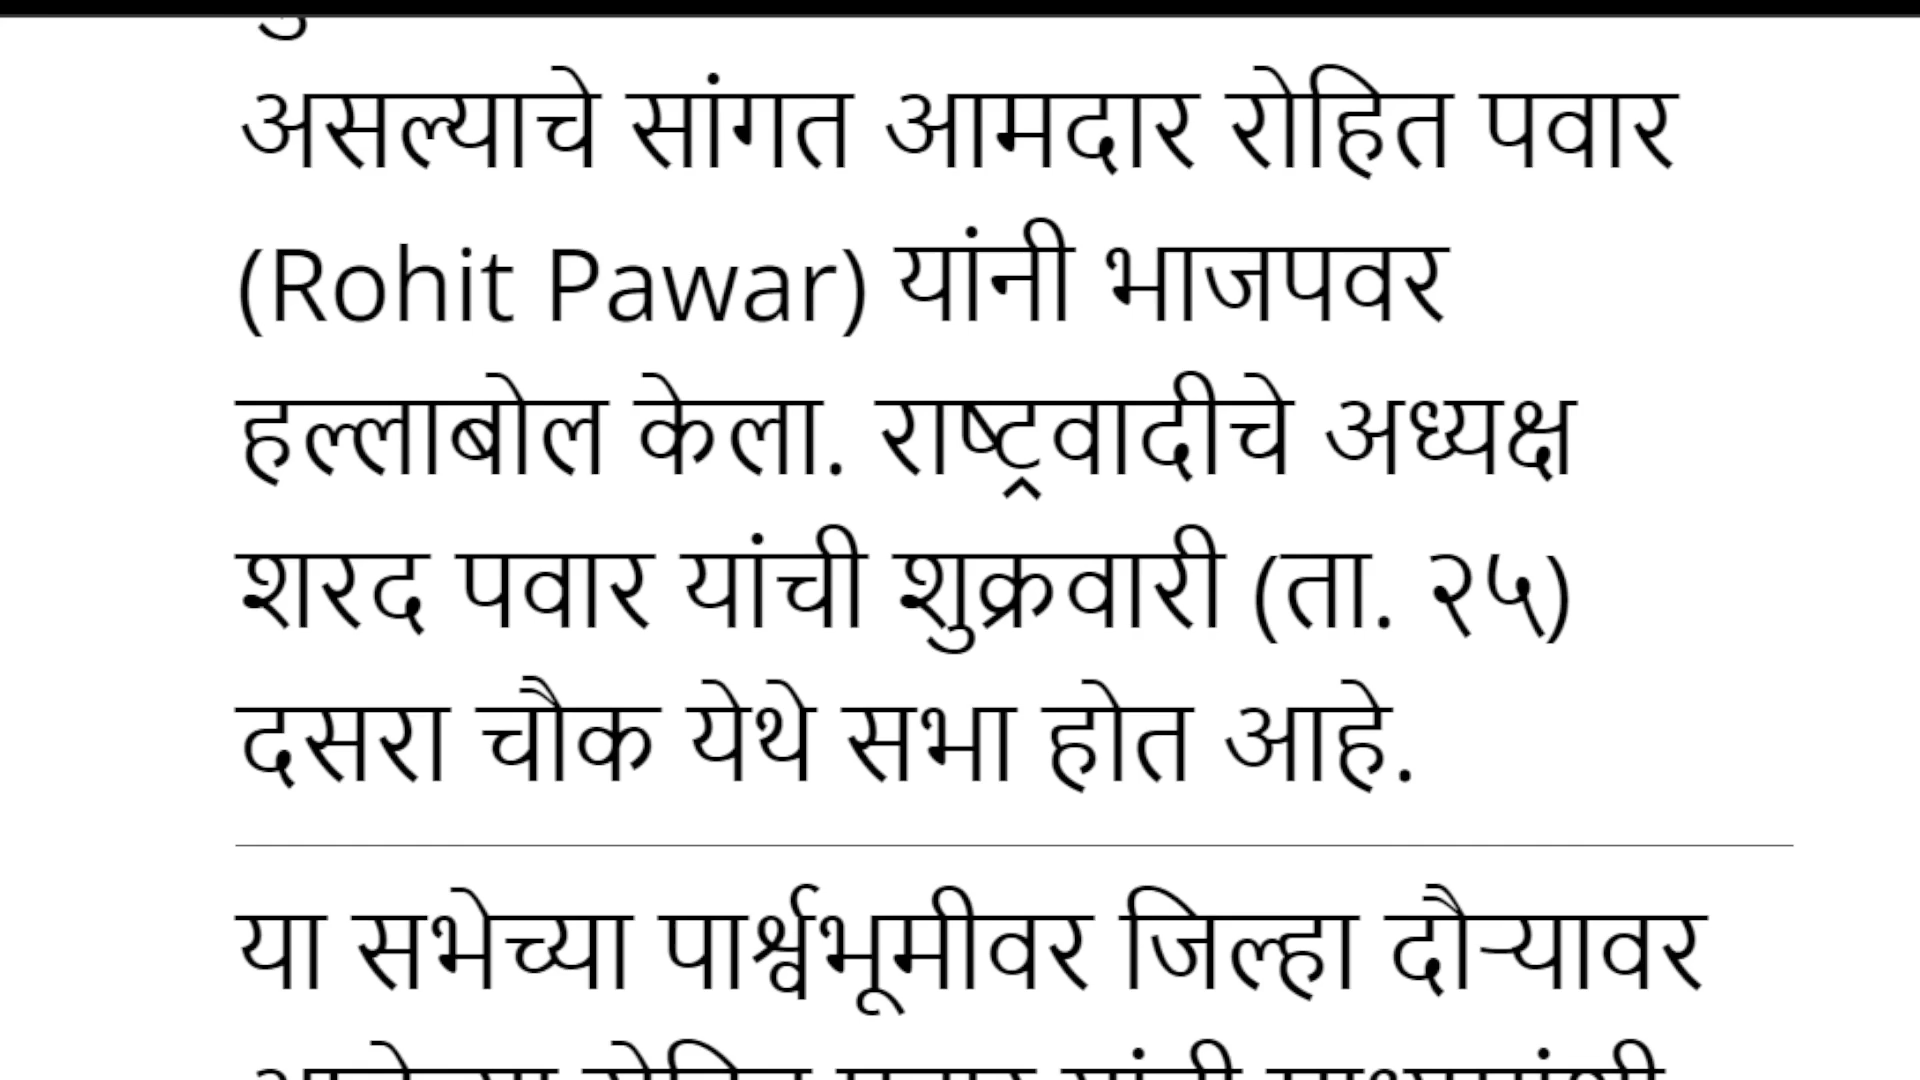 असल्याचे सांगत आमदार रोहित पवार
(Rohit Pawar) यांनी भाजपवर
हल्लाबोल केला. राष्ट्रवादीचे अध्यक्ष
शरद पवार यांची शुक्रवारी (ता. २५)
दसरा चौक येथे सभा होत आहे.
या सभेच्या पार्श्वभूमीवर जिल्हा दौऱ्यावर